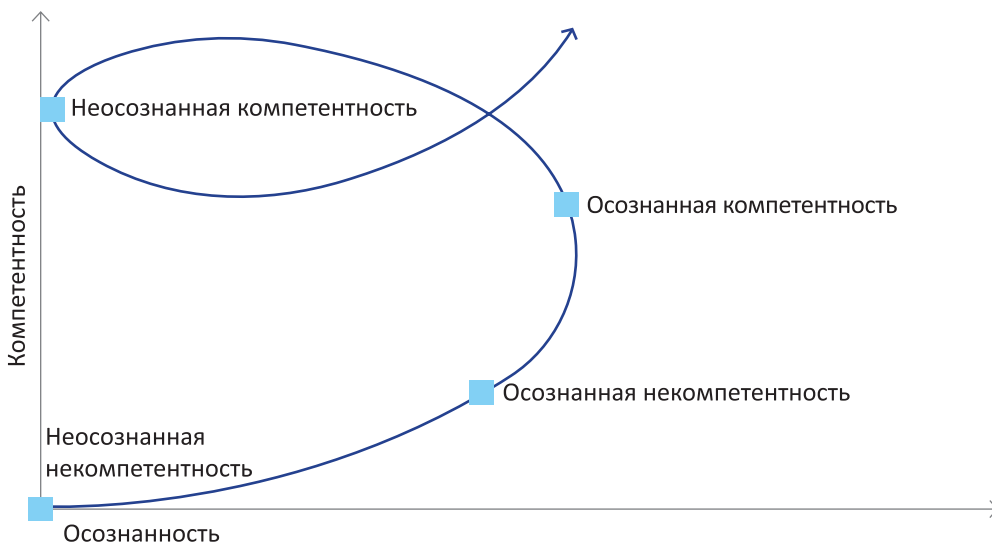 Неосознанная компетентность
Осознанная компетентность
Компетентность
Осознанная некомпетентность
Неосознанная
некомпетентность
Осознанность